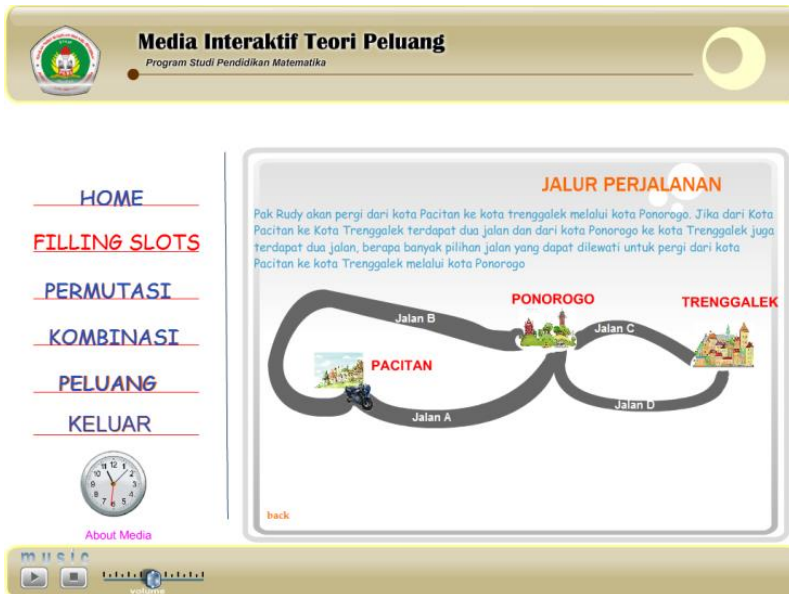 Media Interaktif Teori Peluang
Program Studi Pendidikan Matematika
HOME
FILLING SLOTS
PERMUTASI
KOMBINASI
PELUANG
KELUAR
About Media
JALUR PERJALANAN
Pak Rudy akan pergi dari kota Pacitan ke kota trenggalek melalui kota Ponorogo. Jika dari Kota
Pacitan ke Kota Trenggalek terdapat dua jalan dan dari kota Ponorogo ke kota Trenggalek juga
terdapat dua jalan, berapa banyak pilihan jalan yang dapat dilewati untuk pergi dari kota
Pacitan ke kota Trenggalek melalui kota Ponorogo
PONOROGO
TRENGGALEK
Jalan B
Jalan C
PACITAN
Jalan D
Jalan A
back
music
volume